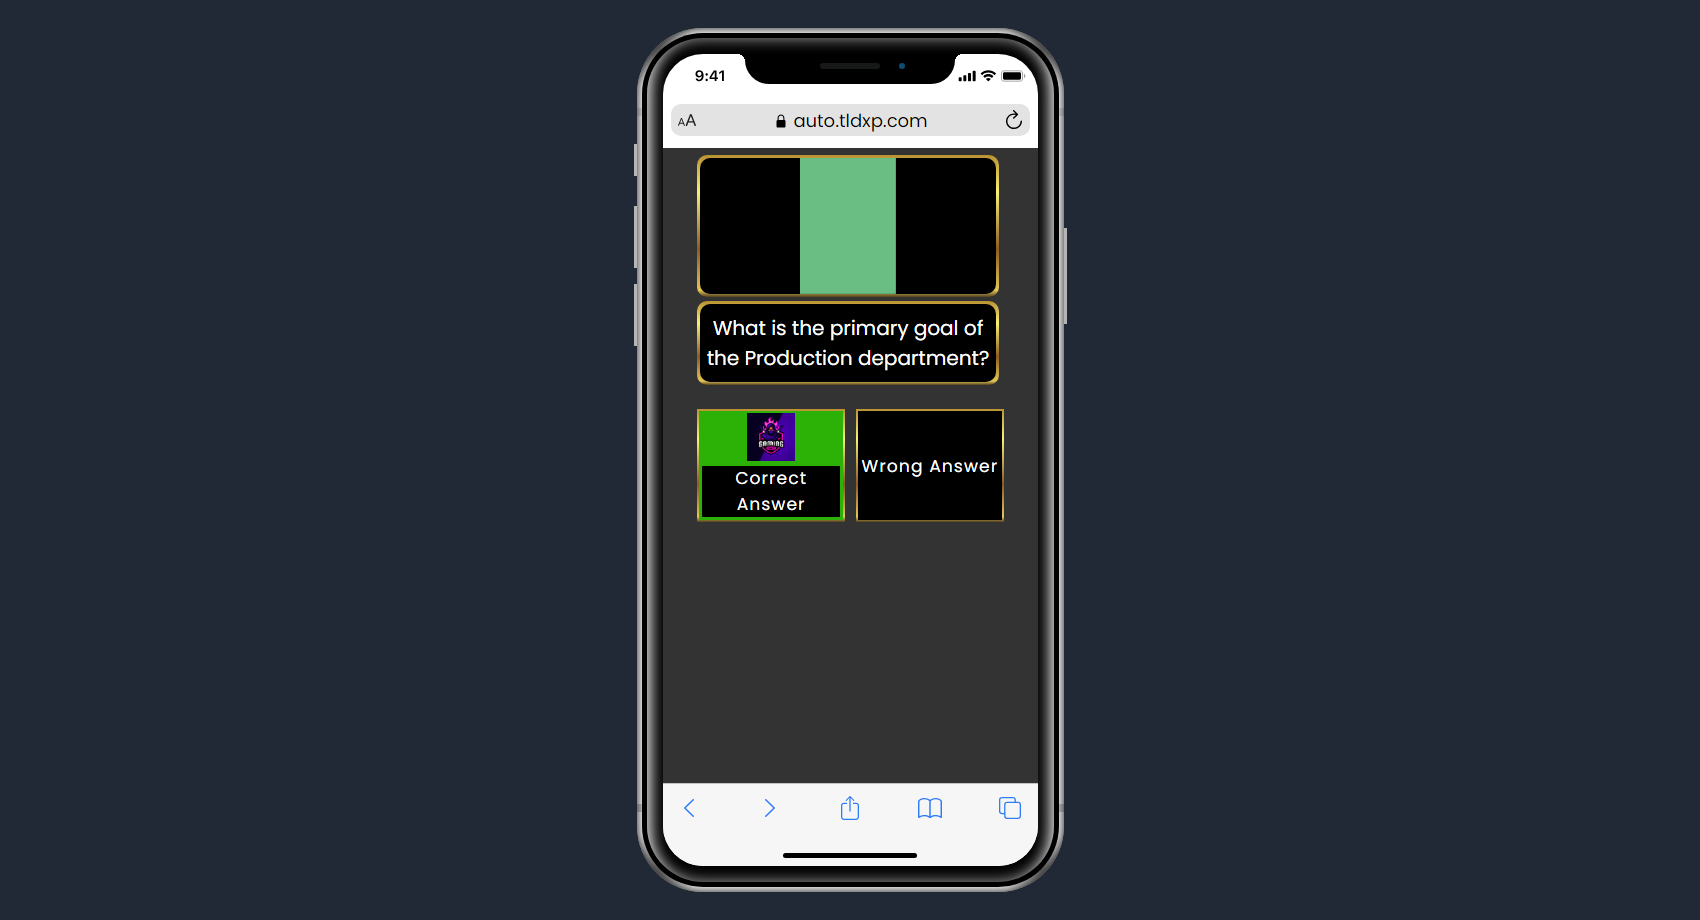 9:41
AA auto.tldxp.com
What is the primary goal of
the Production department?
GAMING
Correct
Answer
Wrong Answer